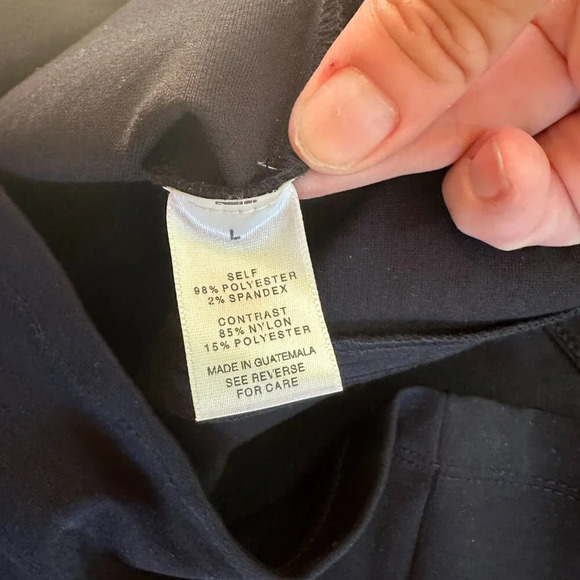 L
SELF
98% POLYESTER
2% SPANDEX
CONTRAST
85% NYLON
15% POLYESTER
MADE IN GUATEMALA
SEE REVERSE
FOR CARE